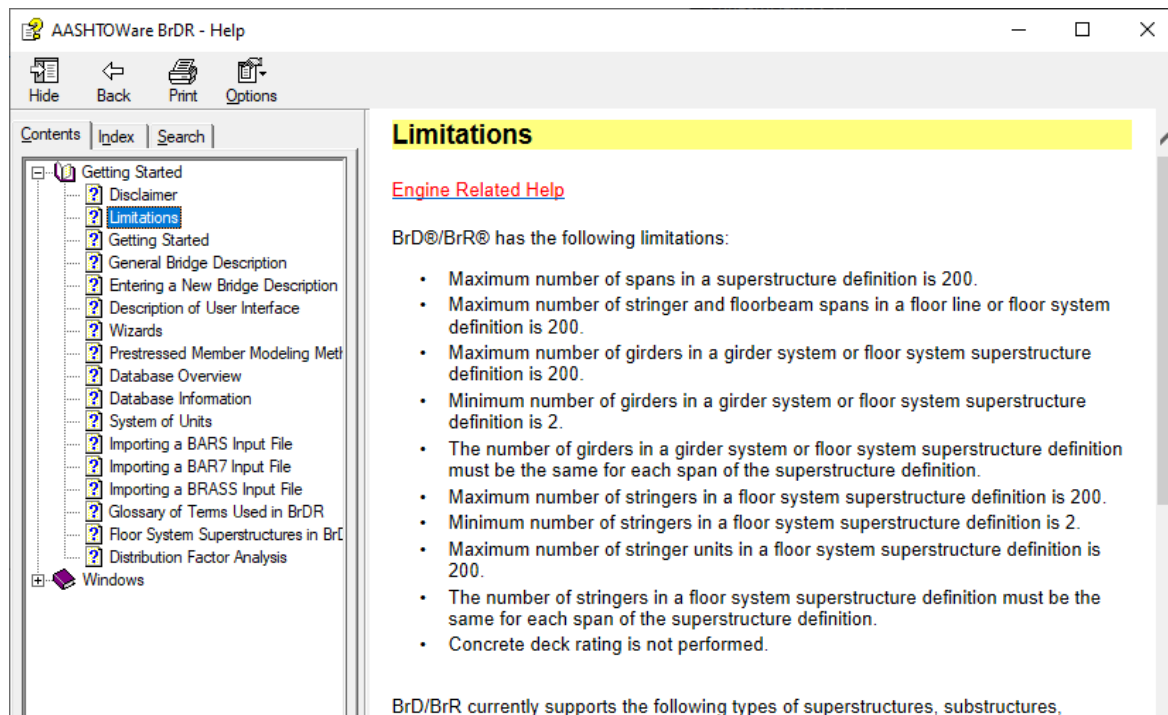 AASHTOWare BrDR - Help
Hide Back Print Options
Contents Index Search
Getting Started
Disclaimer
Limitations
Getting Started
General Bridge Description
Entering a New Bridge Description
Description of User Interface
Wizards
Prestressed Member Modeling Meth
Database Overview
Database Information
System of Units
Importing a BARS Input File
Importing a BAR7 Input File
Importing a BRASS Input File
Glossary of Terms Used in BrDR
Floor System Superstructures in BrD
Distribution Factor Analysis
Windows
Limitations
Engine Related Help
BrD®/BrR® has the following limitations:
• Maximum number of spans in a superstructure definition is 200.
• Maximum number of stringer and floorbeam spans in a floor line or floor system
definition is 200.
• Maximum number of girders in a girder system or floor system superstructure
definition is 200.
• Minimum number of girders in a girder system or floor system superstructure
definition is 2.
• The number of girders in a girder system or floor system superstructure definition
must be the same for each span of the superstructure definition.
• Maximum number of stringers in a floor system superstructure definition is 200.
• Minimum number of stringers in a floor system superstructure definition is 2.
• Maximum number of stringer units in a floor system superstructure definition is
200.
• The number of stringers in a floor system superstructure definition must be the
same for each span of the superstructure definition.
• Concrete deck rating is not performed.
BrD/BrR currently supports the following types of superstructures, substructures,